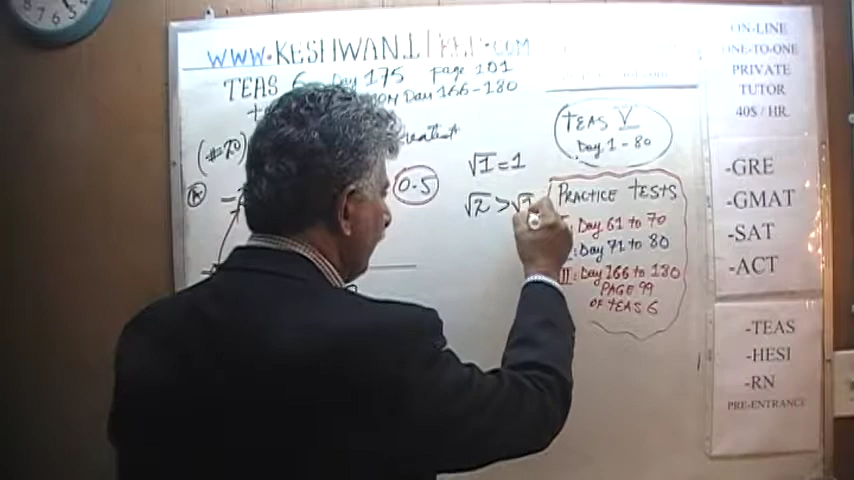 WWW.KESHWANI
.COM
TEAS 6 Day 175 Page 101
Day 166-180
(#20)
A
0.5
√1=1
√2 > √
TEAS V
Day 1-80
PRACTICE TESTS
I: Day 61 to 70
: Day 71 to 80
III: Day 166 to 180
PAGE 99
OF TEAS 6
ON-LINE
ONE-TO-ONE
PRIVATE
TUTOR
40$ / HR.
-GRE
-GMAT
-SAT
-ACT
-TEAS
-HESI
-RN
PRE-ENTRANCE